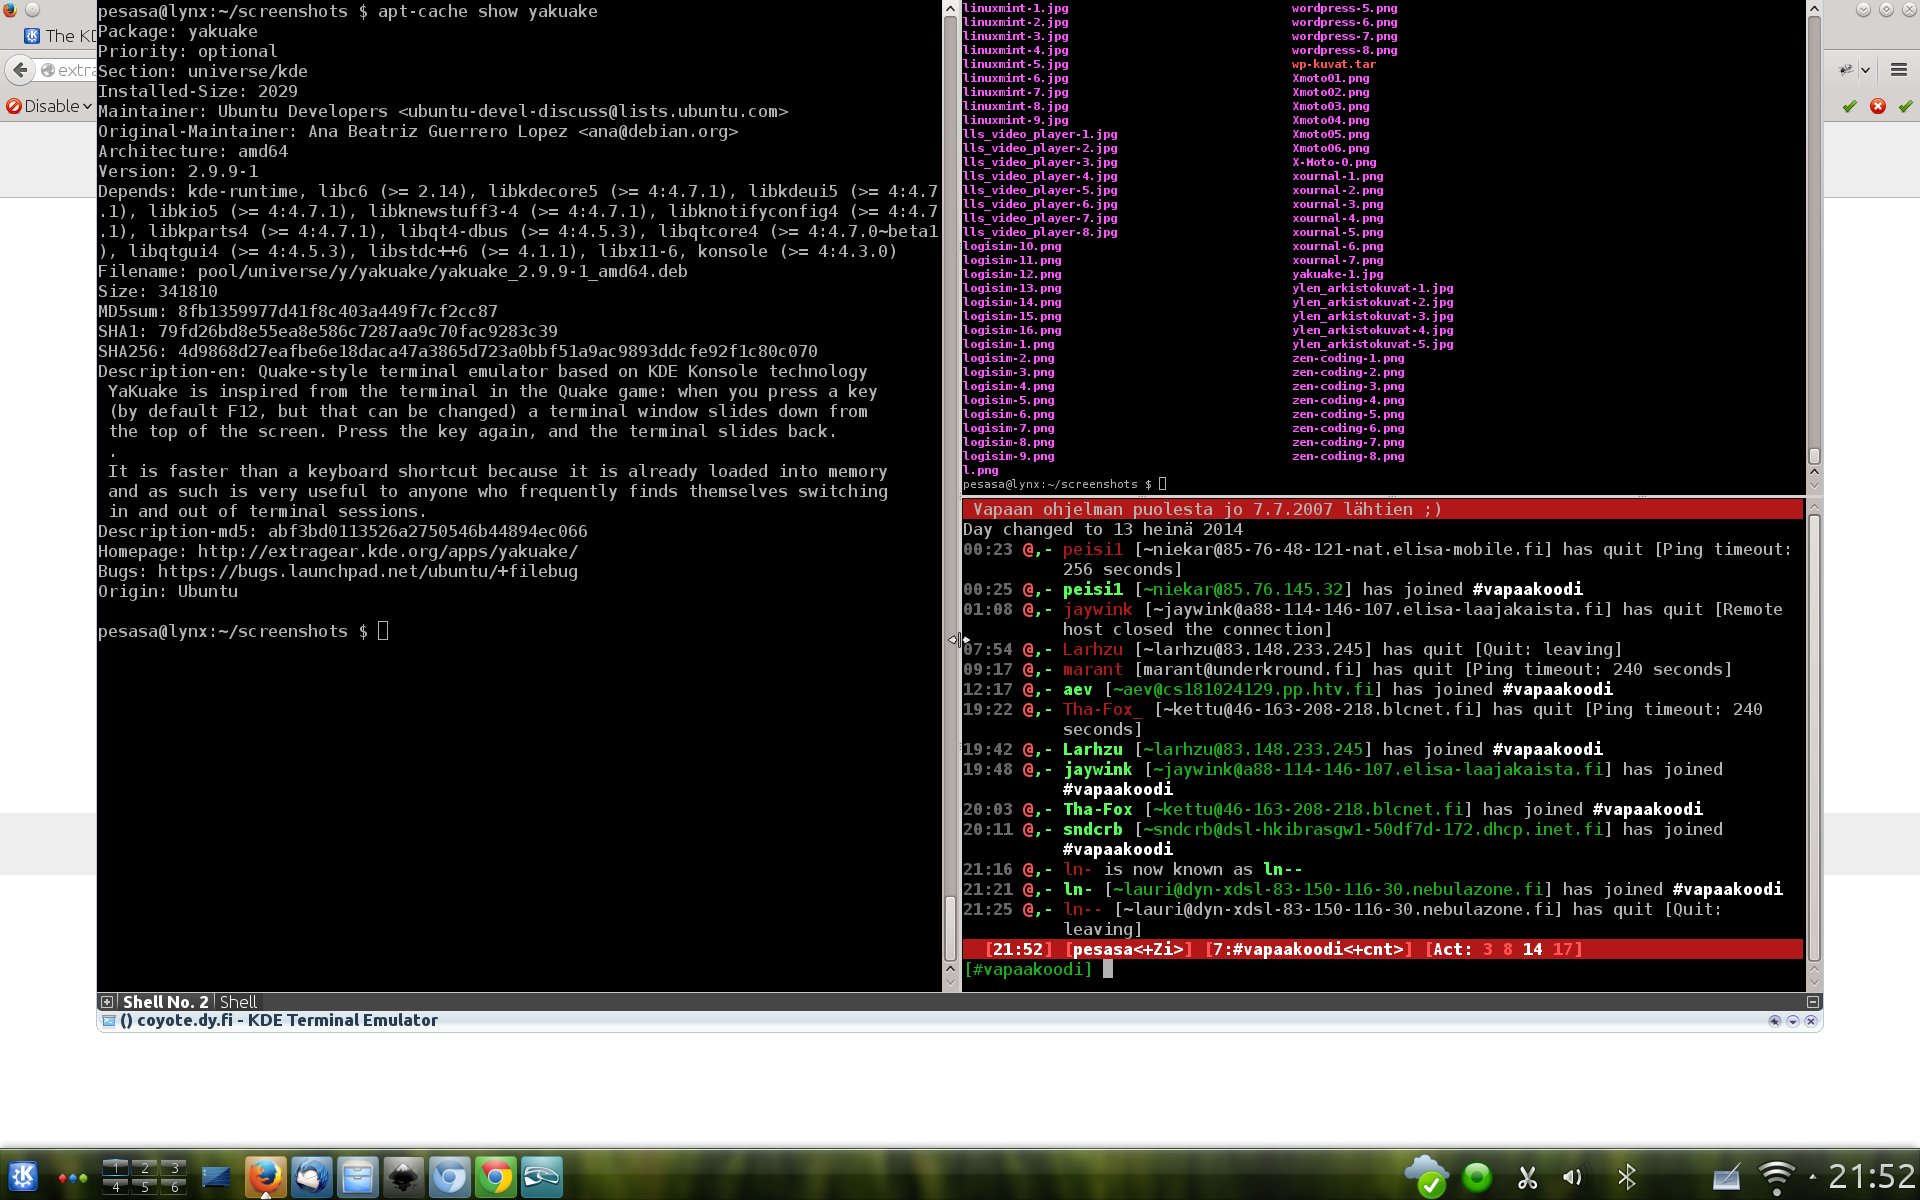 The KD
extra
Disable
pesasa@lynx:~/screenshots $ apt-cache show yakuake
Package: yakuake
Priority: optional
Section: universe/kde
Installed-Size: 2029
Maintainer: Ubuntu Developers <ubuntu-devel-discuss@lists.ubuntu.com>
Original-Maintainer: Ana Beatriz Guerrero Lopez <ana@debian.org>
Architecture: amd64
Version: 2.9.9-1
Depends: kde-runtime, libc6 (>= 2.14), libkdecore5 (>= 4:4.7.1), libkdeui5 (>= 4:4.7
.1), libkio5 (>= 4:4.7.1), libknewstuff3-4 (>= 4:4.7.1), libknotifyconfig4 (>= 4:4.7
.1), libkparts4 (>= 4:4.7.1), libqt4-dbus (>= 4:4.5.3), libqtcore4 (>= 4:4.7.0~beta1
), libqtgui4 (>= 4:4.5.3), libstdc++6 (>= 4.1.1), libx11-6, konsole (>= 4:4.3.0)
Filename: pool/universe/y/yakuake/yakuake_2.9.9-1_amd64.deb
Size: 341810
MD5sum: 8fb1359977d41f8c403a449f7cf2cc87
SHA1: 79fd26bd8e55ea8e586c7287aa9c70fac9283c39
SHA256: 4d9868d27eafbe6e18daca47a3865d723a0bbf51a9ac9893ddcfe92f1c80c070
Description-en: Quake-style terminal emulator based on KDE Konsole technology
YaKuake is inspired from the terminal in the Quake game: when you press a key
(by default F12, but that can be changed) a terminal window slides down from
the top of the screen. Press the key again, and the terminal slides back.
.
It is faster than a keyboard shortcut because it is already loaded into memory
and as such is very useful to anyone who frequently finds themselves switching
in and out of terminal sessions.
Description-md5: abf3bd0113526a2750546b44894ec066
Homepage: http://extragear.kde.org/apps/yakuake/
Bugs: https://bugs.launchpad.net/ubuntu/+filebug
Origin: Ubuntu
pesasa@lynx:~/screenshots $
linuxmint-1.jpg wordpress-5.png
linuxmint-2.jpg wordpress-6.png
linuxmint-3.jpg wordpress-7.png
linuxmint-4.jpg wordpress-8.png
linuxmint-5.jpg wp-kuvat.tar
linuxmint-6.jpg Xmoto01.png
linuxmint-7.jpg Xmoto02.png
linuxmint-8.jpg Xmoto03.png
linuxmint-9.jpg Xmoto04.png
lls_video_player-1.jpg Xmoto05.png
lls_video_player-2.jpg Xmoto06.png
lls_video_player-3.jpg X-Moto-0.png
lls_video_player-4.jpg xournal-1.png
lls_video_player-5.jpg xournal-2.png
lls_video_player-6.jpg xournal-3.png
lls_video_player-7.jpg xournal-4.png
lls_video_player-8.jpg xournal-5.png
logisim-10.png xournal-6.png
logisim-11.png xournal-7.png
logisim-12.png yakuake-1.jpg
logisim-13.png ylen_arkistokuvat-1.jpg
logisim-14.png ylen_arkistokuvat-2.jpg
logisim-15.png ylen_arkistokuvat-3.jpg
logisim-16.png ylen_arkistokuvat-4.jpg
logisim-1.png ylen_arkistokuvat-5.jpg
logisim-2.png zen-coding-1.png
logisim-3.png zen-coding-2.png
logisim-4.png zen-coding-3.png
logisim-5.png zen-coding-4.png
logisim-6.png zen-coding-5.png
logisim-7.png zen-coding-6.png
logisim-8.png zen-coding-7.png
logisim-9.png zen-coding-8.png
l.png
pesasa@lynx:~/screenshots $
Vapaan ohjelman puolesta jo 7.7.2007 lähtien ;)
Day changed to 13 heinä 2014
00:23 @,- peisi1 [~niekar@85-76-48-121-nat.elisa-mobile.fi] has quit [Ping timeout:
256 seconds]
00:25 @,- peisi1 [~niekar@85.76.145.32] has joined #vapaakoodi
01:08 @,- jaywink [~jaywink@a88-114-146-107.elisa-laajakaista.fi] has quit [Remote
host closed the connection]
07:54 @,- Larhzu [~larhzu@83.148.233.245] has quit [Quit: leaving]
09:17 @,- marant [marant@underkround.fi] has quit [Ping timeout: 240 seconds]
12:17 @,- aev [~aev@cs181024129.pp.htv.fi] has joined #vapaakoodi
19:22 @,- Tha-Fox_ [~kettu@46-163-208-218.blcnet.fi] has quit [Ping timeout: 240
seconds]
19:42 @,- Larhzu [~larhzu@83.148.233.245] has joined #vapaakoodi
19:48 @,- jaywink [~jaywink@a88-114-146-107.elisa-laajakaista.fi] has joined
#vapaakoodi
20:03 @,- Tha-Fox [~kettu@46-163-208-218.blcnet.fi] has joined #vapaakoodi
20:11 @,- sndcrb [~sndcrb@dsl-hkibrasgw1-50df7d-172.dhcp.inet.fi] has joined
#vapaakoodi
21:16 @,- ln- is now known as ln--
21:21 @,- ln- [~lauri@dyn-xdsl-83-150-116-30.nebulazone.fi] has joined #vapaakoodi
21:25 @,- ln-- [~lauri@dyn-xdsl-83-150-116-30.nebulazone.fi] has quit [Quit:
leaving]
[21:52] [pesasa<+Zi>] [7:#vapaakoodi<+cnt>] [Act: 3 8 14 17]
[#vapaakoodi]
Shell No. 2 Shell
() coyote.dy.fi - KDE Terminal Emulator
1 2 3
4 5 6
21:52